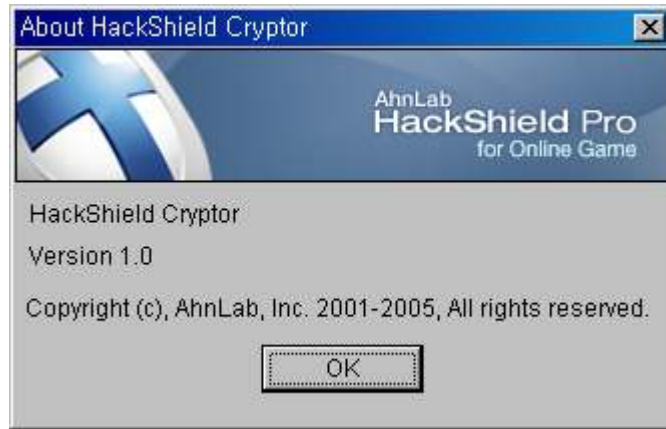 About HackShield Cryptor
AhnLab
HackShield Pro
for Online Game
HackShield Cryptor
Version 1.0
Copyright (c), AhnLab, Inc. 2001-2005, All rights reserved.
OK